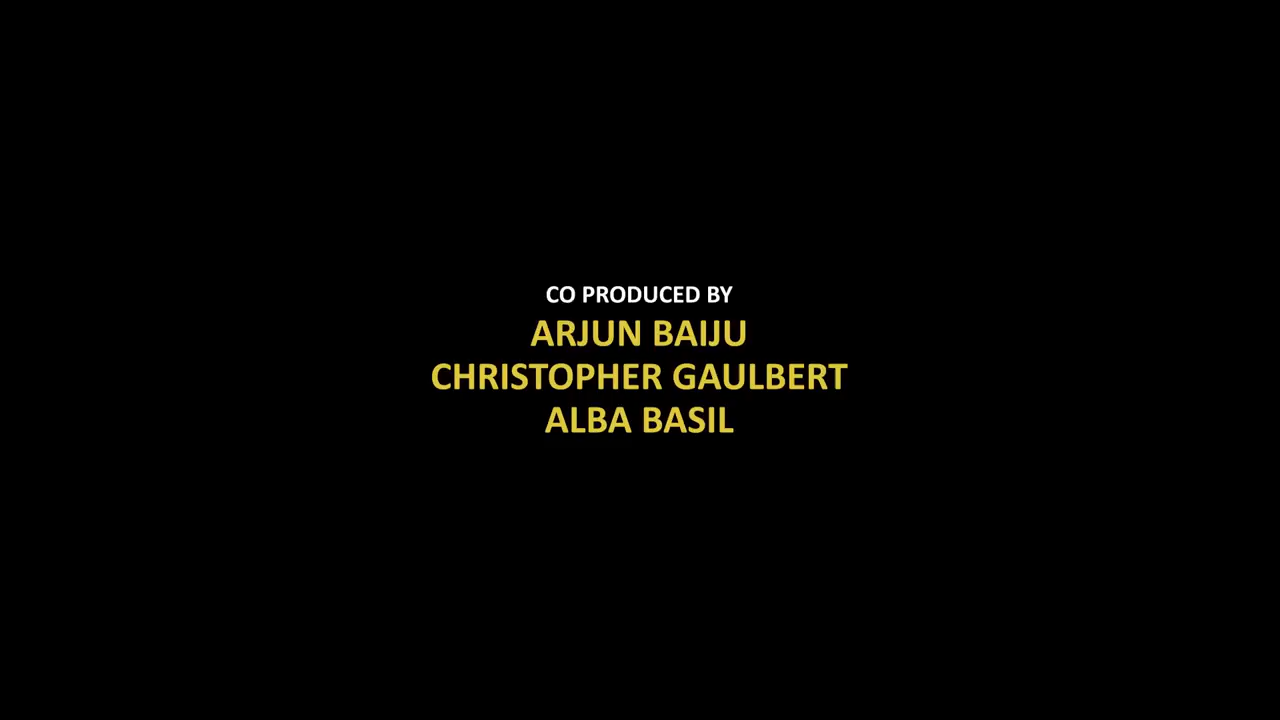 CO PRODUCED BY
ARJUN BAIJU
CHRISTOPHER GAULBERT
ALBA BASIL